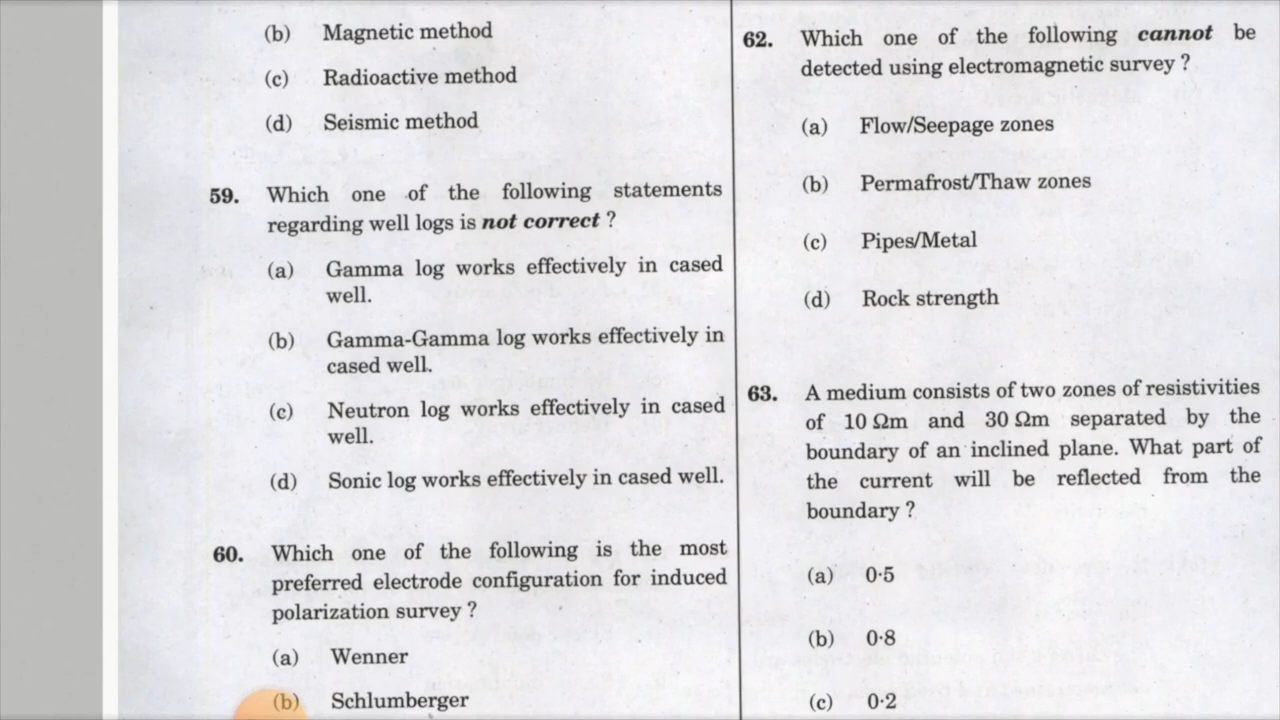 (b) Magnetic method
(c) Radioactive method
(d) Seismic method
59. Which one of the following statements
regarding well logs is not correct ?
(a) Gamma log works effectively in cased
well.
(b) Gamma-Gamma log works effectively in
cased well.
(c) Neutron log works effectively in cased
well.
(d) Sonic log works effectively in cased well.
60. Which one of the following is the most
preferred electrode configuration for induced
polarization survey ?
(a) Wenner
(b) Schlumberger
62. Which one of the following cannot be
detected using electromagnetic survey ?
(a) Flow/Seepage zones
(b) Permafrost/Thaw zones
(c) Pipes/Metal
(d) Rock strength
63. A medium consists of two zones of resistivities
of 10 Ωm and 30 Ωm separated by the
boundary of an inclined plane. What part of
the current will be reflected from the
boundary ?
(a) 0·5
(b) 0·8
(c) 0·2